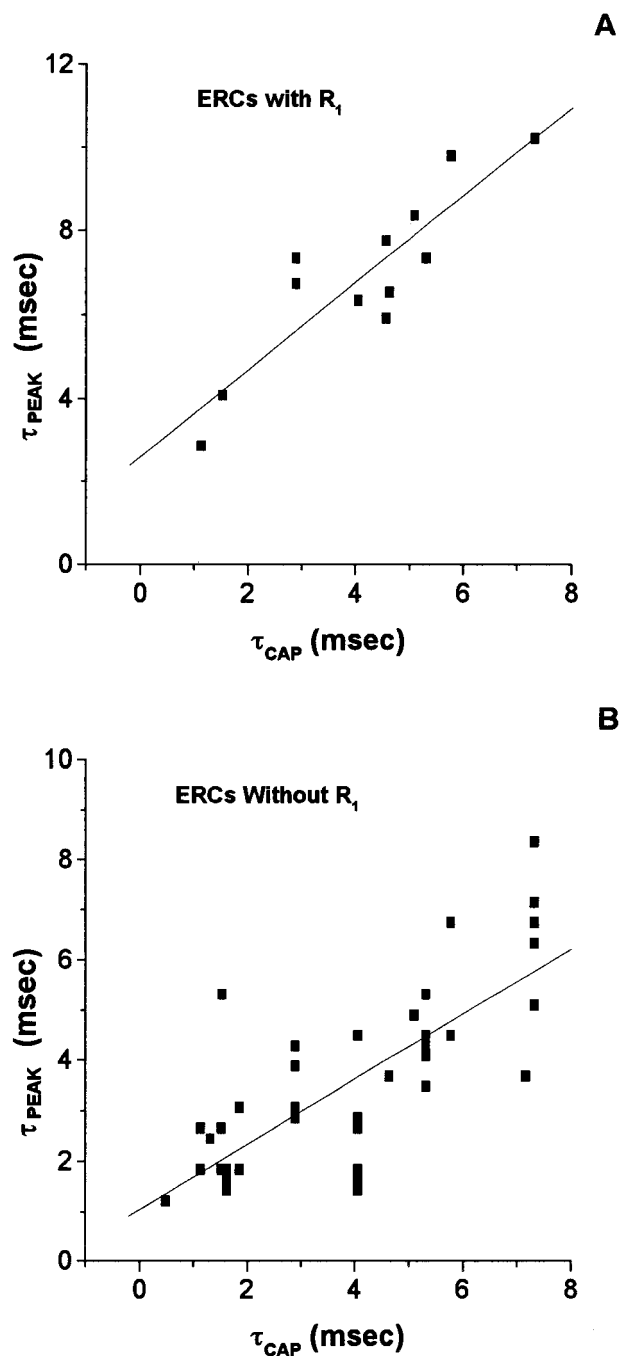 A
12
ERCs with R1
8
4
0
τPEAK (msec)
0 2 4 6 8
τCAP (msec)
B
10
ERCs Without R1
8
6
4
2
0
τPEAK (msec)
0 2 4 6 8
τCAP (msec)